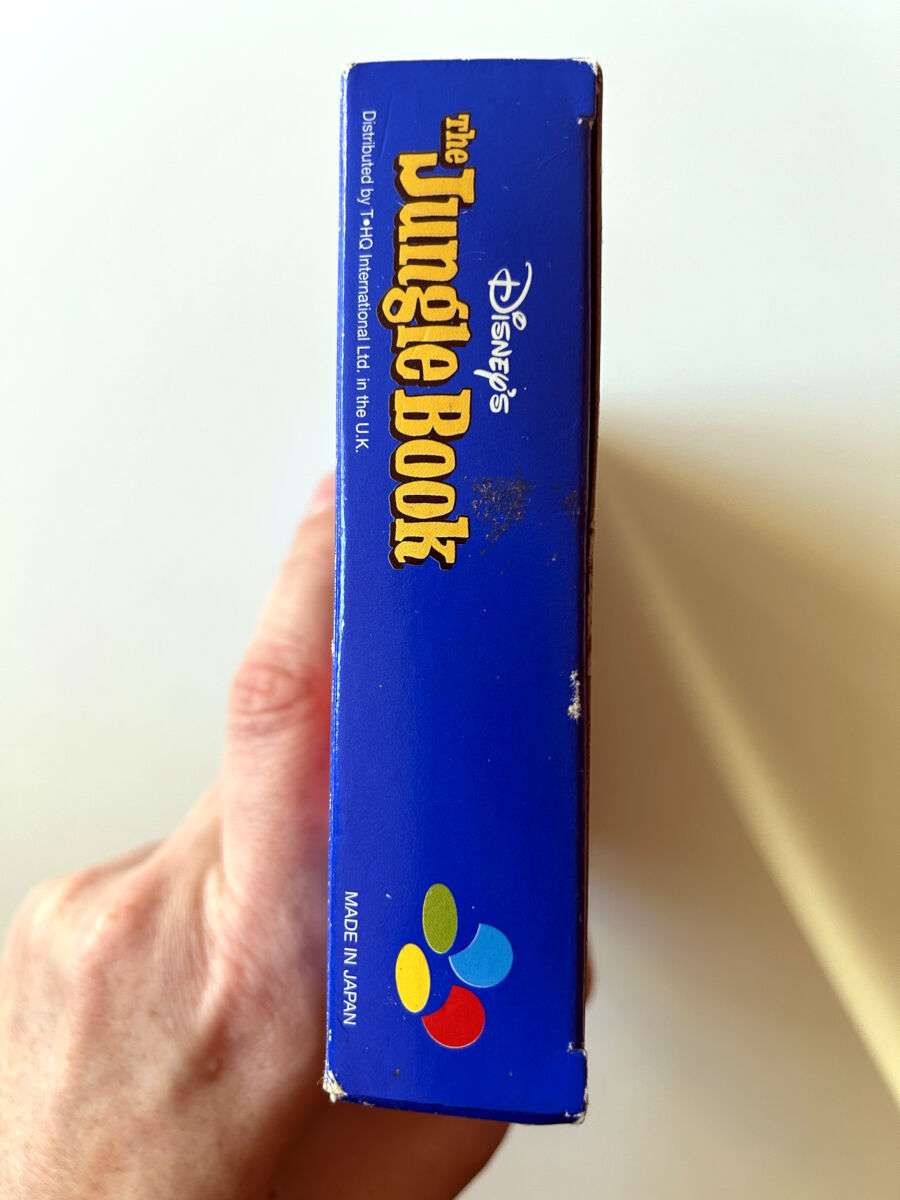 Disney's
The Jungle Book
Distributed by T•HQ International Ltd. in the U.K.
MADE IN JAPAN